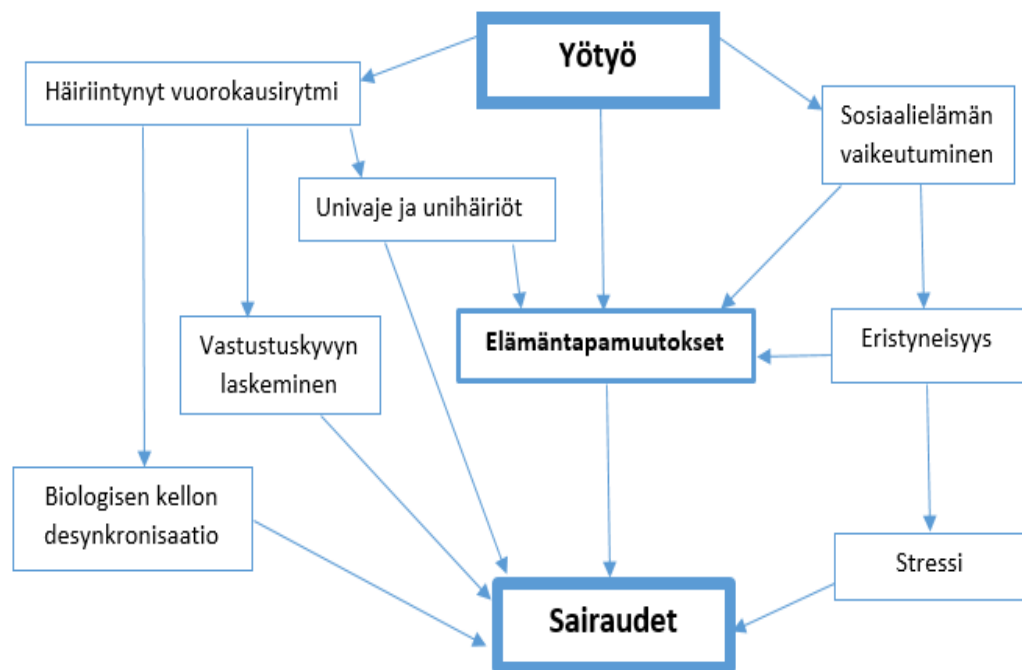 Yötyö
Häiriintynyt vuorokausirytmi
Sosiaalielämän
vaikeutuminen
Univaje ja unihäiriöt
Vastustuskyvyn
laskeminen
Elämäntapamuutokset
Eristyneisyys
Biologisen kellon
desynkronisaatio
Stressi
Sairaudet